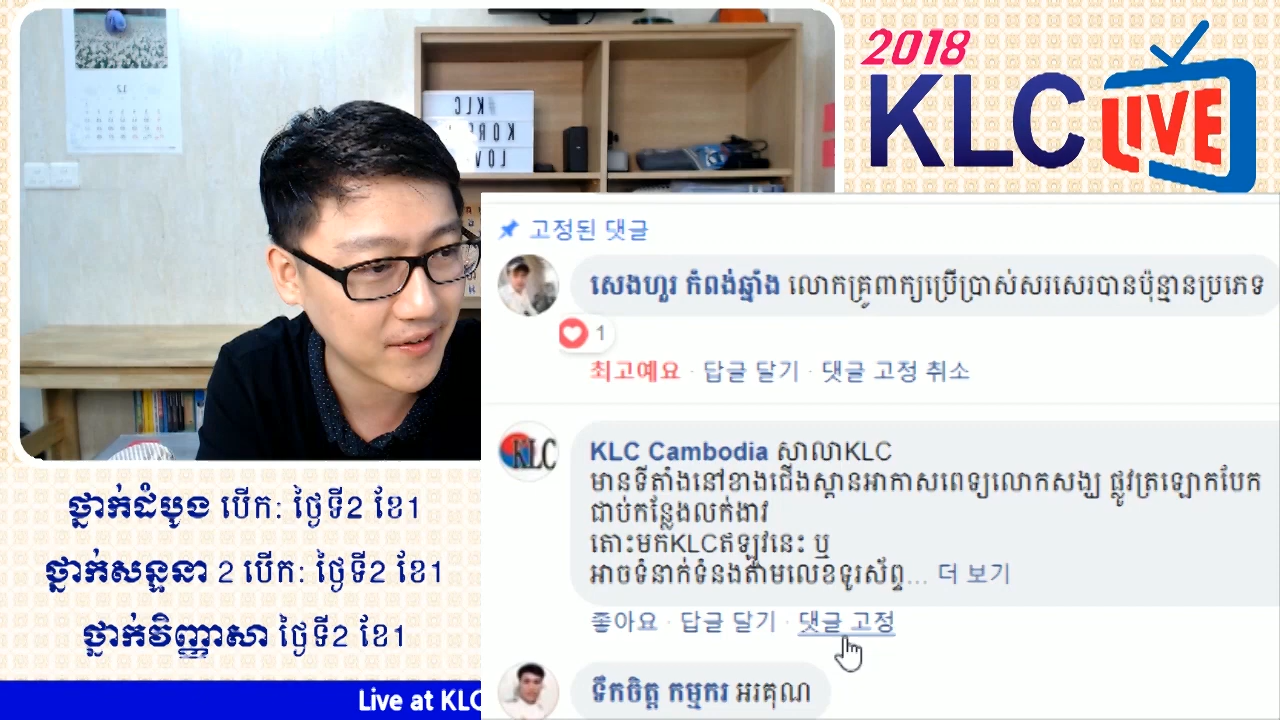 2018
KLC LIVE
12
#KLC
KOR
LOV
고정된 댓글
សេងហួរ កំពង់ឆ្នាំង លោកគ្រូពាក្យប្រើប្រាស់សរសេរបានប៉ុន្មានប្រភេទ
1
최고예요 · 답글 달기 · 댓글 고정 취소
KLC
KLC Cambodia សាលាKLC
មានទីតាំងនៅខាងជើងស្ពានអាកាសពេទ្យលោកសង្ឃ ផ្លូវត្រឡោកបែក
ជាប់កន្លែងលក់ងាវ
តោះមកKLCឥឡូវនេះ ឬ
អាចទំនាក់ទំនងតាមលេខទូរស័ព្ទ... 더 보기
좋아요 · 답글 달기 · 댓글 고정
ទឹកចិត្ត កម្មករ អរគុណ
ថ្នាក់ដំបូង បើក: ថ្ងៃទី2 ខែ1
ថ្នាក់សន្ទនា 2 បើក: ថ្ងៃទី2 ខែ1
ថ្នាក់វិញ្ញាសា ថ្ងៃទី2 ខែ1
Live at KLC